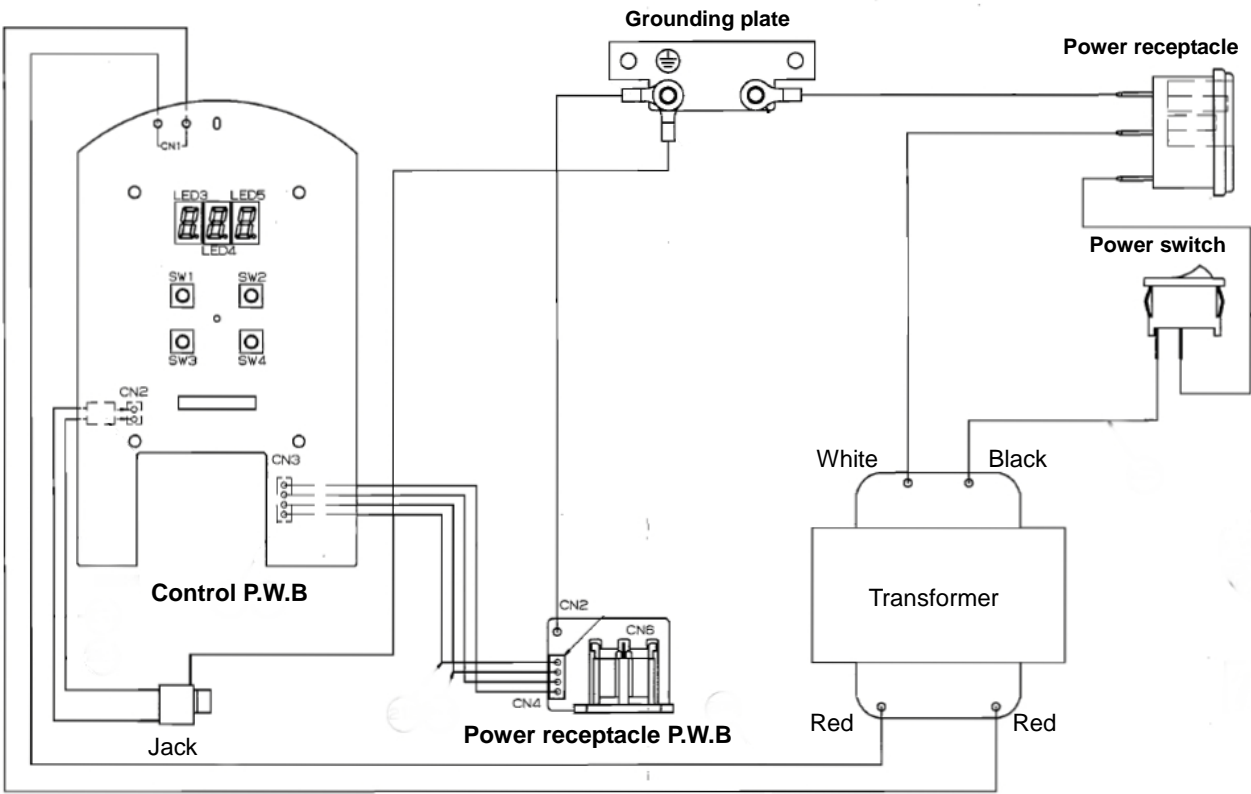 Grounding plate
Power receptacle
CN1
LED3 LED5
LED4
Power switch
SW1 SW2
SW3 SW4
CN2
CN3
White Black
Control P.W.B
Transformer
CN2
CN6
CN4
Red Red
Power receptacle P.W.B
Jack